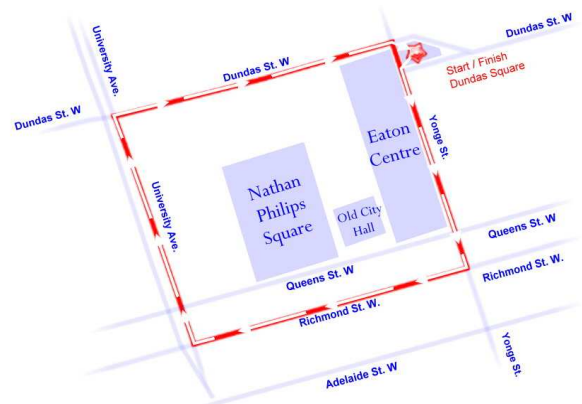 University Ave.
Dundas St. W
Dundas St. W
Start / Finish
Dundas Square
Dundas St. W
Eaton
Centre
Yonge St.
University Ave.
Nathan
Philips
Square
Old City
Hall
Queens St. W
Queens St. W
Richmond St. W.
Richmond St. W.
Yonge St.
Adelaide St. W